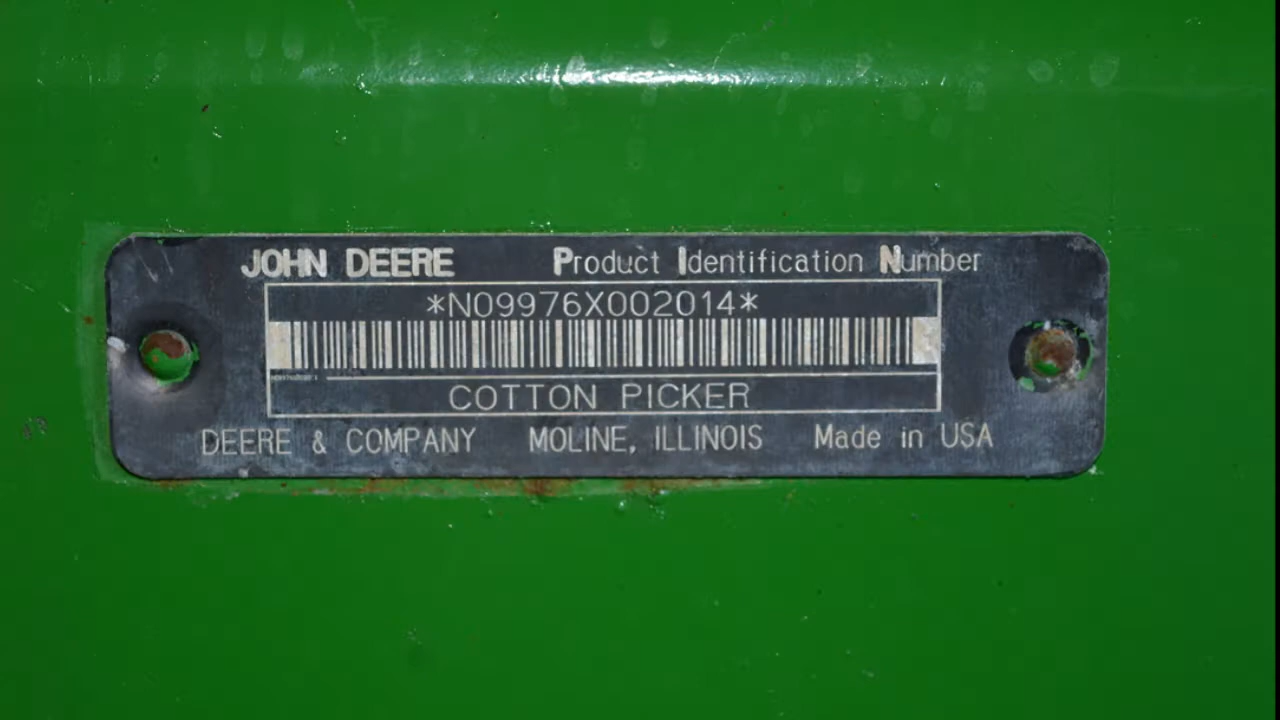 JOHN DEERE Product Identification Number
*N09976X002014*
COTTON PICKER
DEERE & COMPANY MOLINE, ILLINOIS Made in USA